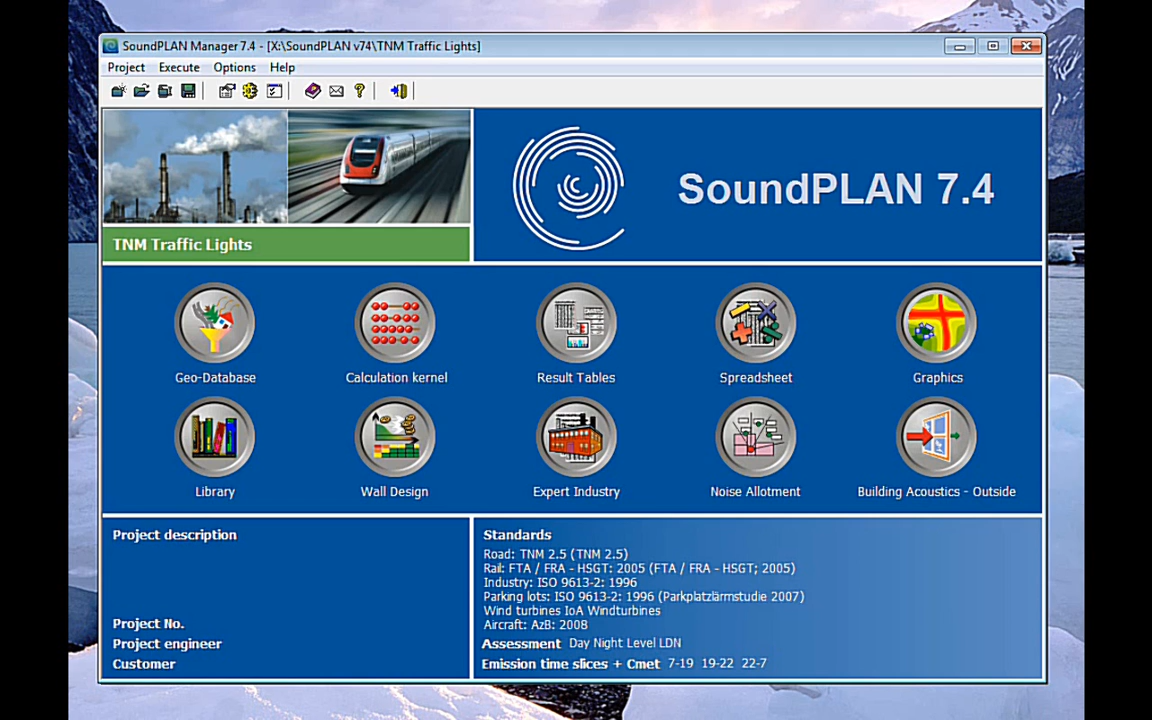 SoundPLAN Manager 7.4 - [X:\SoundPLAN v74\TNM Traffic Lights]
Project Execute Options Help
SoundPLAN 7.4
TNM Traffic Lights
Geo-Database Calculation kernel Result Tables Spreadsheet Graphics
Library Wall Design Expert Industry Noise Allotment Building Acoustics - Outside
Project description
Project No.
Project engineer
Customer
Standards
Road: TNM 2.5 (TNM 2.5)
Rail: FTA / FRA - HSGT: 2005 (FTA / FRA - HSGT; 2005)
Industry: ISO 9613-2: 1996
Parking lots: ISO 9613-2: 1996 (Parkplatzlärmstudie 2007)
Wind turbines IoA Windturbines
Aircraft: AzB: 2008
Assessment Day Night Level LDN
Emission time slices + Cmet 7-19 19-22 22-7